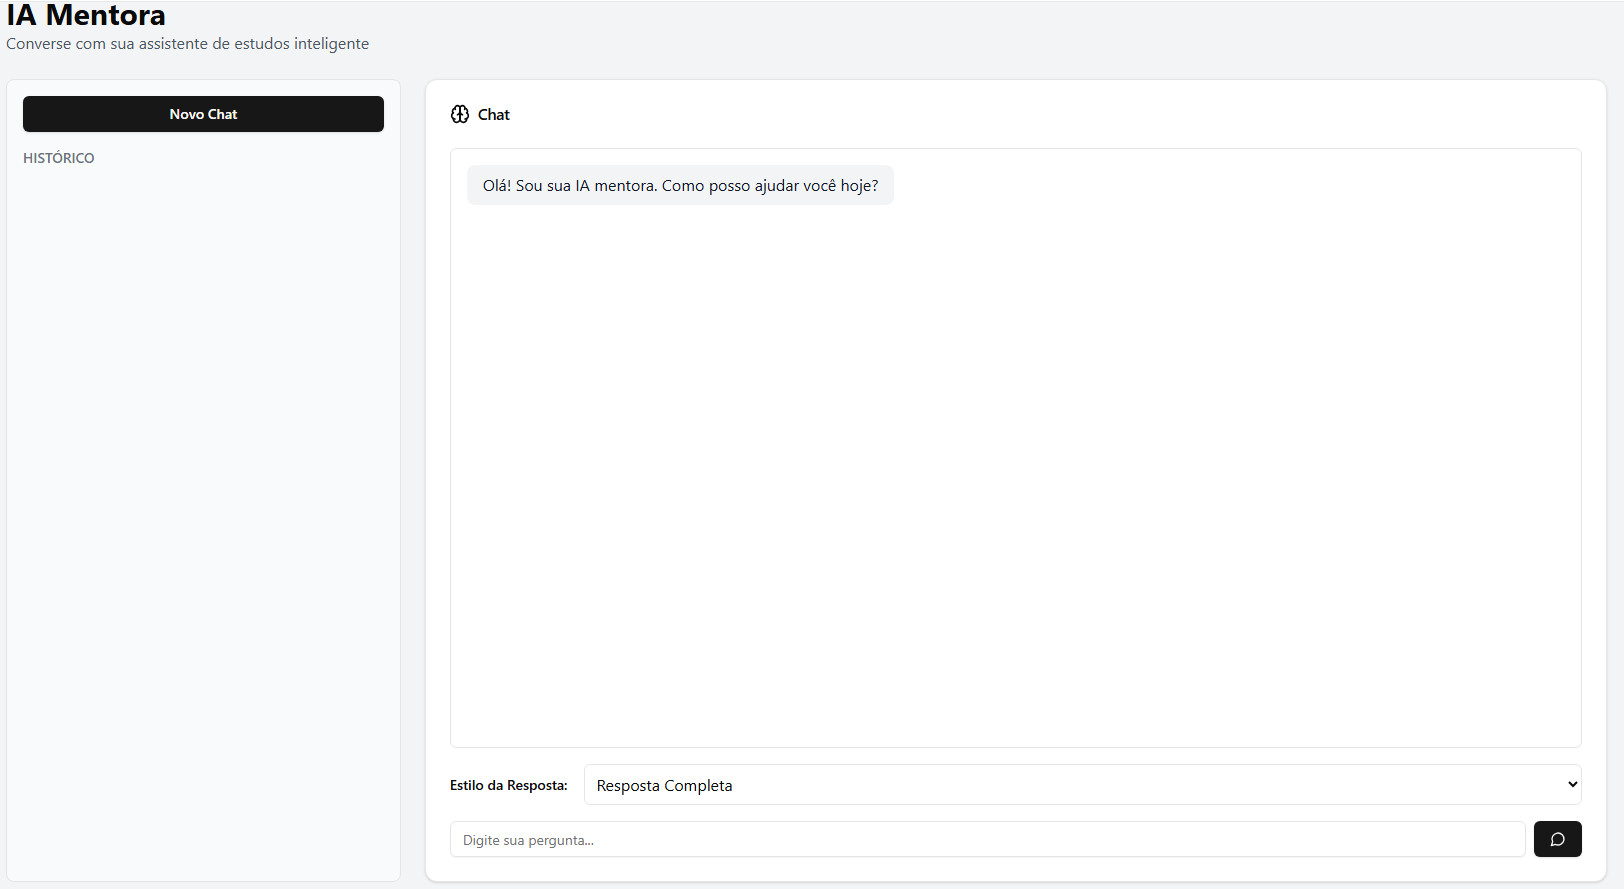 IA Mentora
Converse com sua assistente de estudos inteligente
Novo Chat
HISTÓRICO
Chat
Olá! Sou sua IA mentora. Como posso ajudar você hoje?
Estilo da Resposta:
Resposta Completa
Digite sua pergunta...